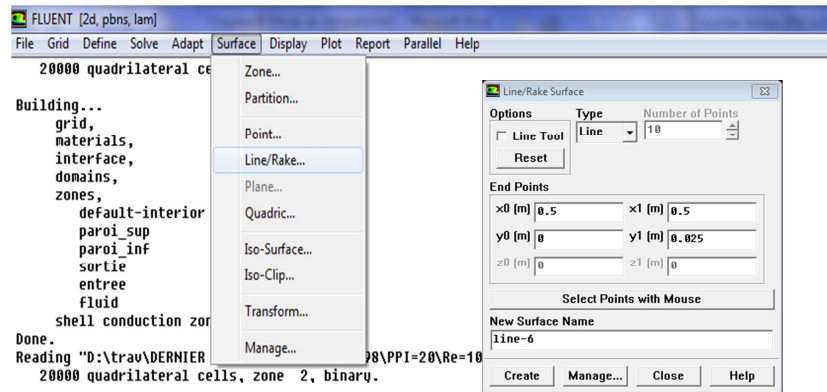 FLUENT [2d, pbns, lam]
File Grid Define Solve Adapt Surface Display Plot Report Parallel Help
20000 quadrilateral ce
Building...
grid,
materials,
interface,
domains,
zones,
default-interior
paroi_sup
paroi_inf
sortie
entree
fluid
shell conduction zon
Done.
Reading "D:\trav\DERNIER 98\PPI=20\Re=10
20000 quadrilateral cells, zone 2, binary.
Zone...
Partition...
Point...
Line/Rake...
Plane...
Quadric...
Iso-Surface...
Iso-Clip...
Transform...
Manage...
Line/Rake Surface
Options Type Number of Points
Line Tool Line 10
Reset
End Points
x0 (m) 0.5 x1 (m) 0.5
y0 (m) 0 y1 (m) 0.025
z0 (m) 0 z1 (m) 0
Select Points with Mouse
New Surface Name
line-6
Create Manage... Close Help